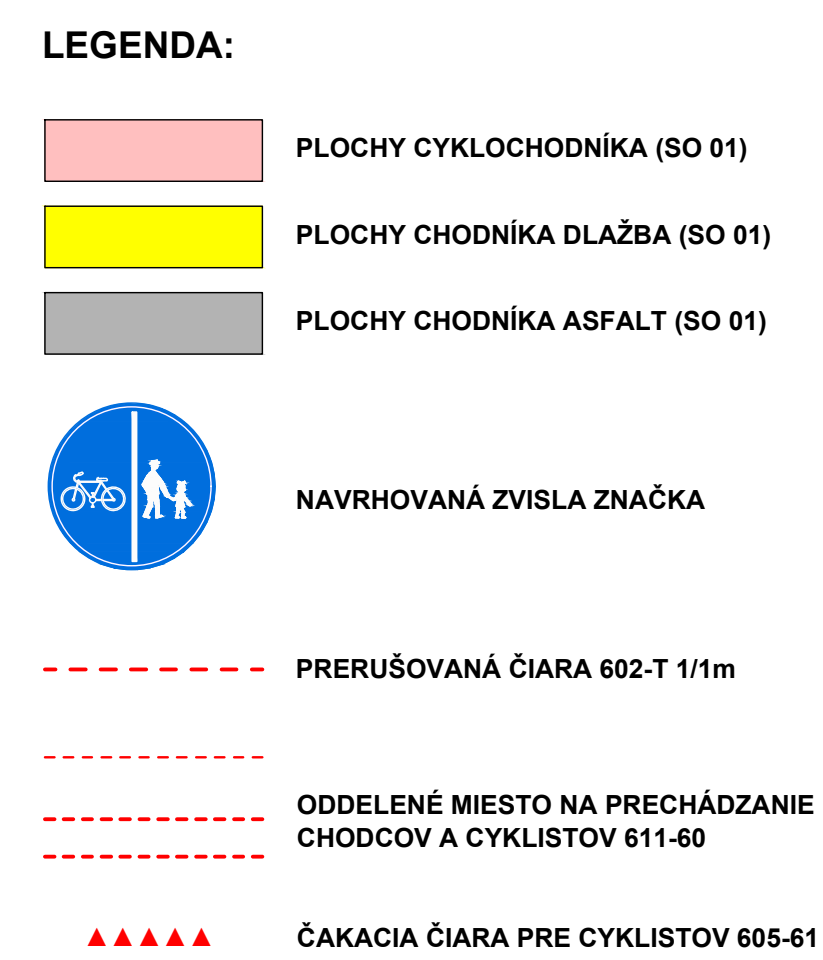 LEGENDA:
PLOCHY CYKLOCHODNÍKA (SO 01)
PLOCHY CHODNÍKA DLAŽBA (SO 01)
PLOCHY CHODNÍKA ASFALT (SO 01)
NAVRHOVANÁ ZVISLA ZNAČKA
PRERUŠOVANÁ ČIARA 602-T 1/1m
ODDELENÉ MIESTO NA PRECHÁDZANIE
CHODCOV A CYKLISTOV 611-60
ČAKACIA ČIARA PRE CYKLISTOV 605-61